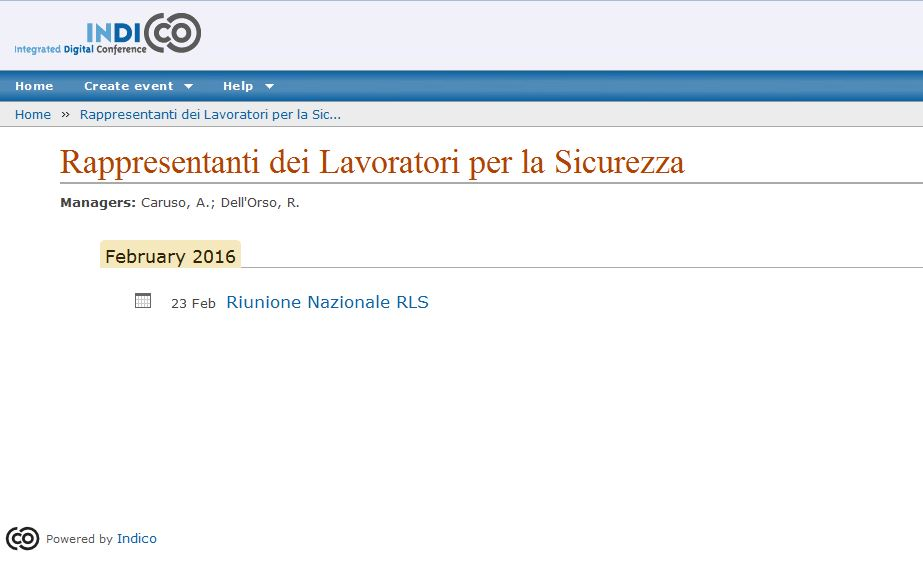 INDICO
Integrated Digital Conference
Home Create event Help
Home » Rappresentanti dei Lavoratori per la Sic...
Rappresentanti dei Lavoratori per la Sicurezza
Managers: Caruso, A.; Dell'Orso, R.
February 2016
23 Feb Riunione Nazionale RLS
Powered by Indico